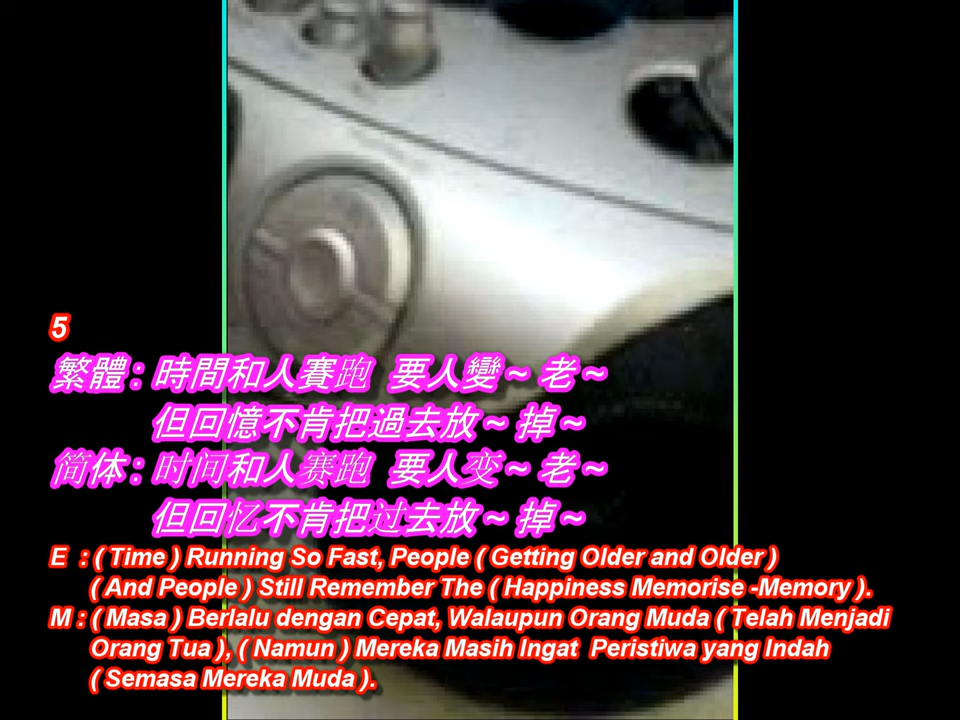 5
繁體 : 時間和人賽跑 要人變 ~ 老 ~
但回憶不肯把過去放 ~ 掉 ~
简体 : 时间和人赛跑 要人变 ~ 老 ~
但回忆不肯把过去放 ~ 掉 ~
E : ( Time ) Running So Fast, People ( Getting Older and Older )
( And People ) Still Remember The ( Happiness Memorise -Memory ).
M : ( Masa ) Berlalu dengan Cepat, Walaupun Orang Muda ( Telah Menjadi
Orang Tua ), ( Namun ) Mereka Masih Ingat Peristiwa yang Indah
( Semasa Mereka Muda ).